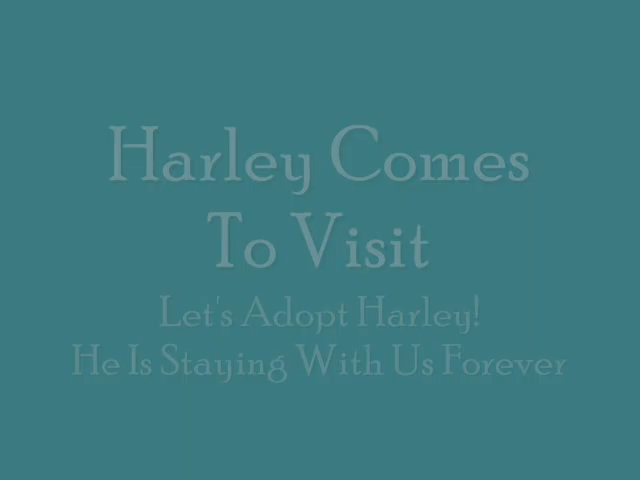 Harley Comes
To Visit
Let's Adopt Harley!
He Is Staying With Us Forever